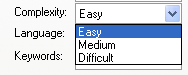 Complexity: Easy
Language: Easy
Medium
Keywords: Difficult